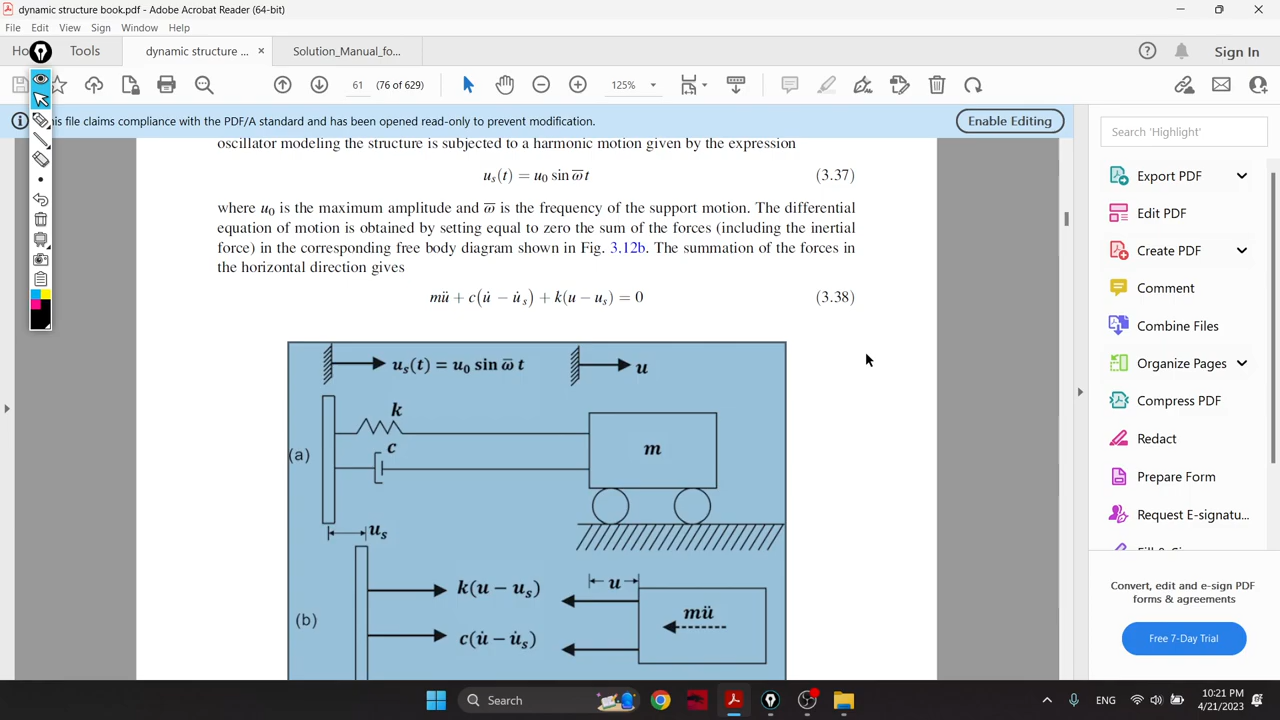 dynamic structure book.pdf - Adobe Acrobat Reader (64-bit)
File Edit View Sign Window Help
Tools dynamic structure ... × Solution_Manual_fo... Sign In
61 (76 of 629) 125%
file claims compliance with the PDF/A standard and has been opened read-only to prevent modification. Enable Editing
Search 'Highlight'
oscillator modeling the structure is subjected to a harmonic motion given by the expression
uₛ(t) = u₀ sin ω̅ t (3.37)
where u₀ is the maximum amplitude and ω̅ is the frequency of the support motion. The differential
equation of motion is obtained by setting equal to zero the sum of the forces (including the inertial
force) in the corresponding free body diagram shown in Fig. 3.12b. The summation of the forces in
the horizontal direction gives
mü + c(u̇ − u̇ₛ) + k(u − uₛ) = 0 (3.38)
uₛ(t) = u₀ sin ω̅ t u
k
(a) c m
uₛ
k(u − uₛ) u
(b) mü
c(u̇ − u̇ₛ)
Export PDF
Edit PDF
Create PDF
Comment
Combine Files
Organize Pages
Compress PDF
Redact
Prepare Form
Request E-signatu...
Convert, edit and e-sign PDF
forms & agreements
Free 7-Day Trial
Search
ENG
10:21 PM
4/21/2023